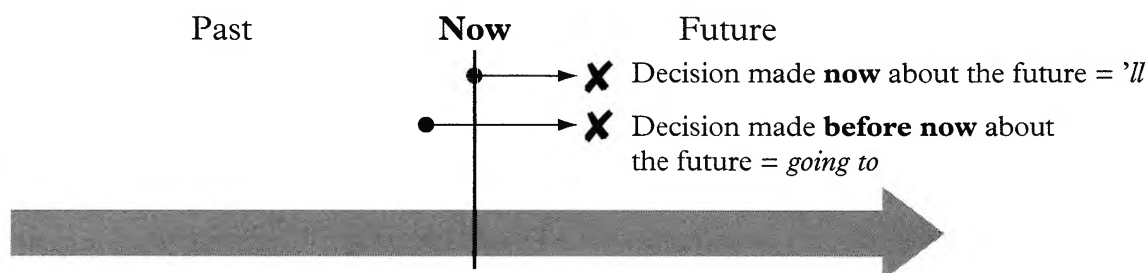 Past Now Future
Decision made now about the future = 'll
Decision made before now about
the future = going to